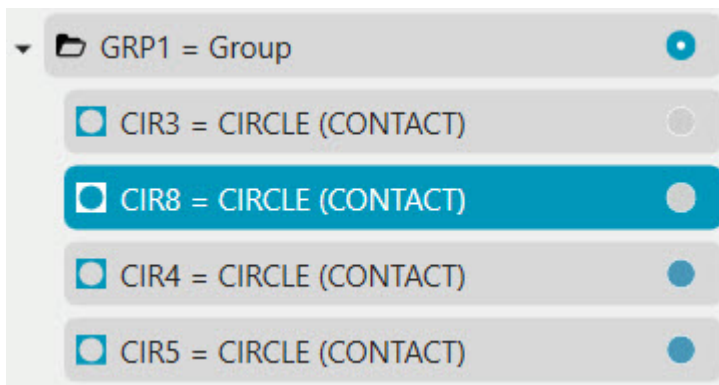 GRP1 = Group
CIR3 = CIRCLE (CONTACT)
CIR8 = CIRCLE (CONTACT)
CIR4 = CIRCLE (CONTACT)
CIR5 = CIRCLE (CONTACT)